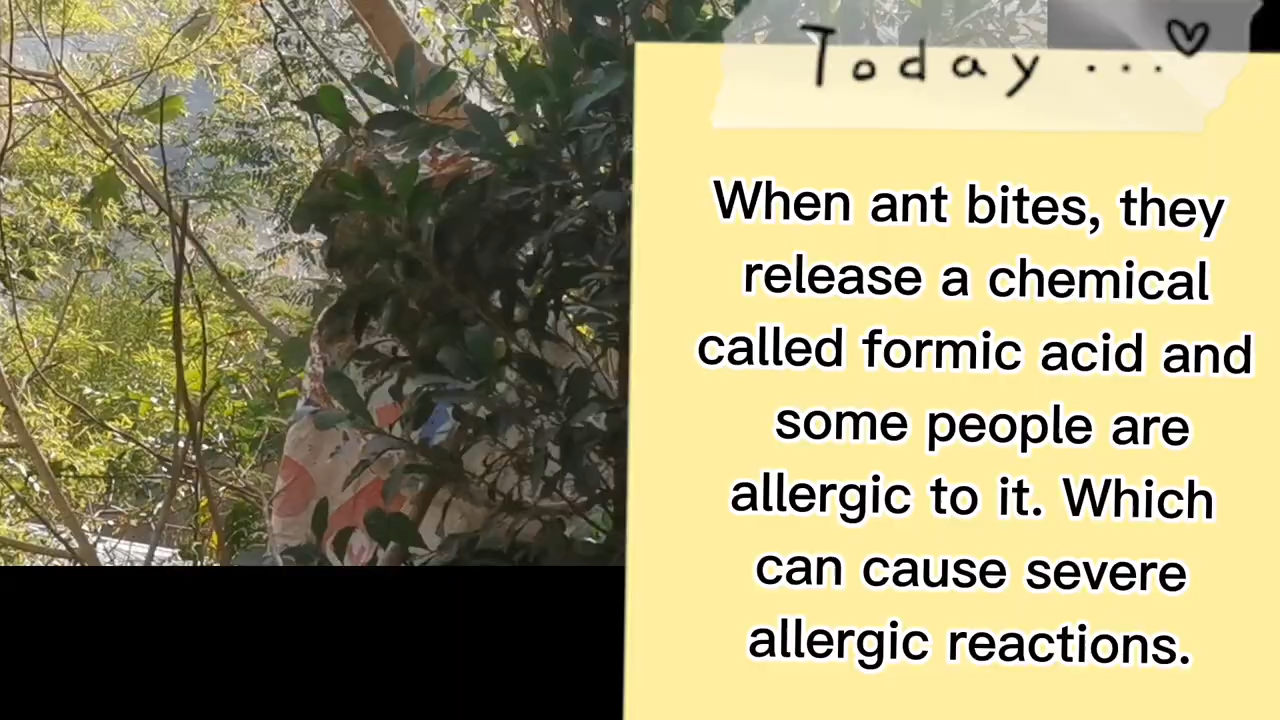 Today...
When ant bites, they
release a chemical
called formic acid and
some people are
allergic to it. Which
can cause severe
allergic reactions.